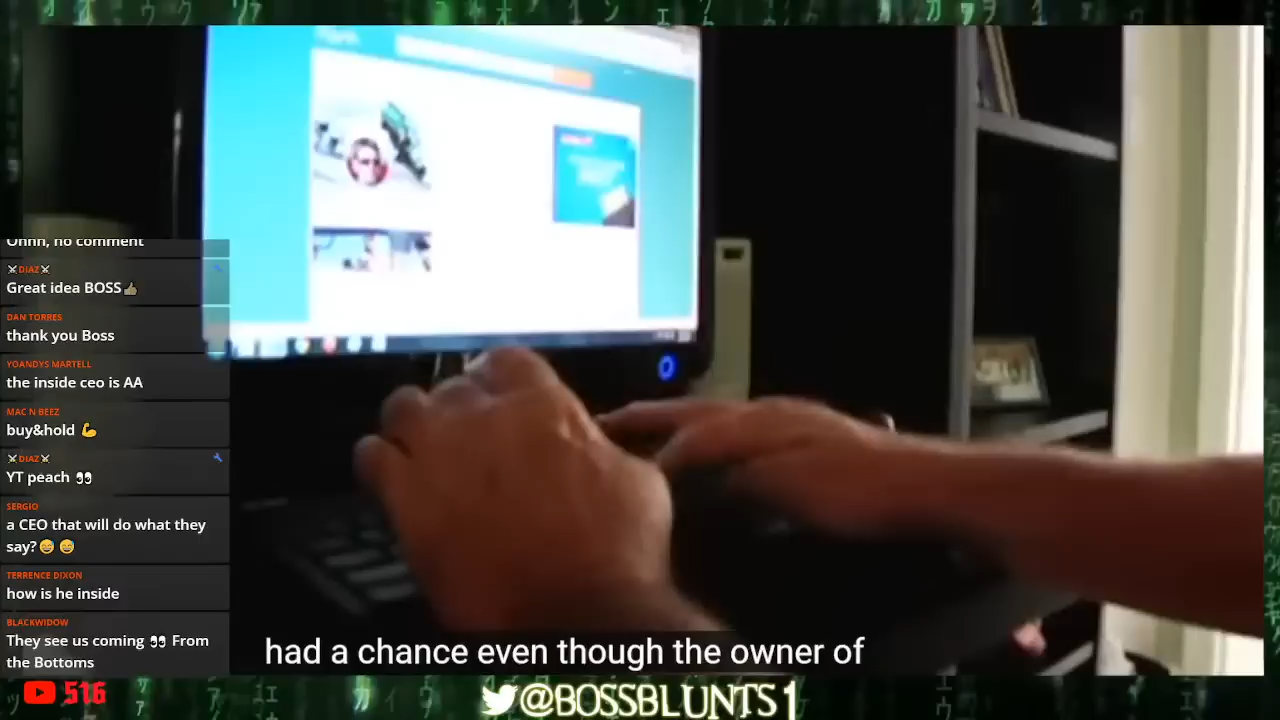 Ohhh, no comment
⚔DIAZ⚔
Great idea BOSS👍
DAN TORRES
thank you Boss
YOANDYS MARTELL
the inside ceo is AA
MAC N BEEZ
buy&hold 💪
⚔DIAZ⚔
YT peach 👀
SERGIO
a CEO that will do what they
say?😅 😅
TERRENCE DIXON
how is he inside
BLACKWIDOW
They see us coming 👀 From
the Bottoms
had a chance even though the owner of
516
@BOSSBLUNTS1